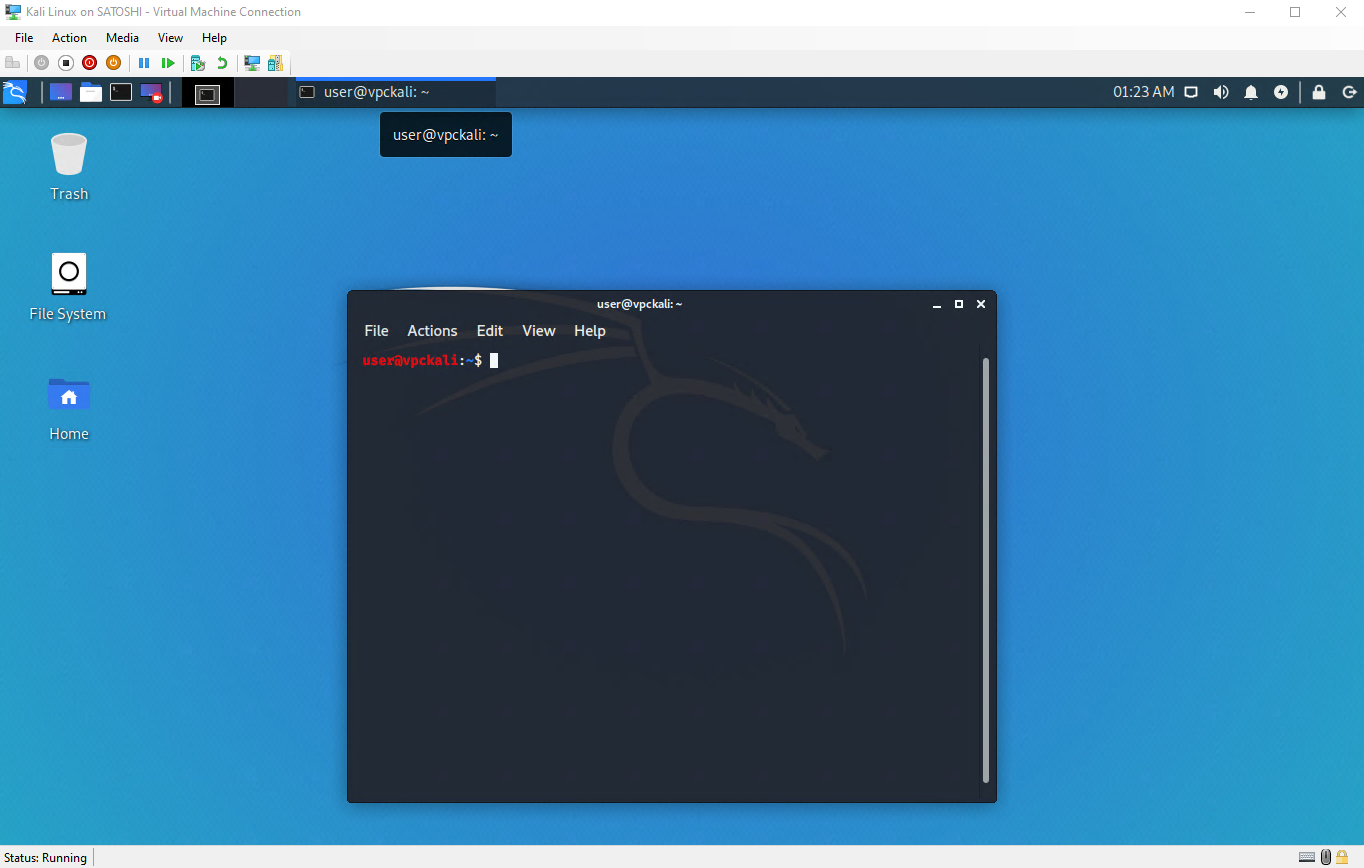 Kali Linux on SATOSHI - Virtual Machine Connection
File Action Media View Help
user@vpckali: ~
01:23 AM
user@vpckali: ~
Trash
File System
Home
user@vpckali: ~
File Actions Edit View Help
user@vpckali:~$
Status: Running